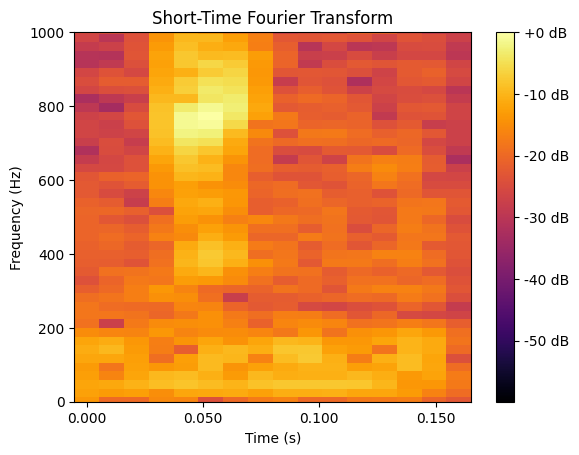 Short-Time Fourier Transform
1000
800
600
400
200
0
Frequency (Hz)
0.000
0.050
0.100
0.150
Time (s)
+0 dB
-10 dB
-20 dB
-30 dB
-40 dB
-50 dB